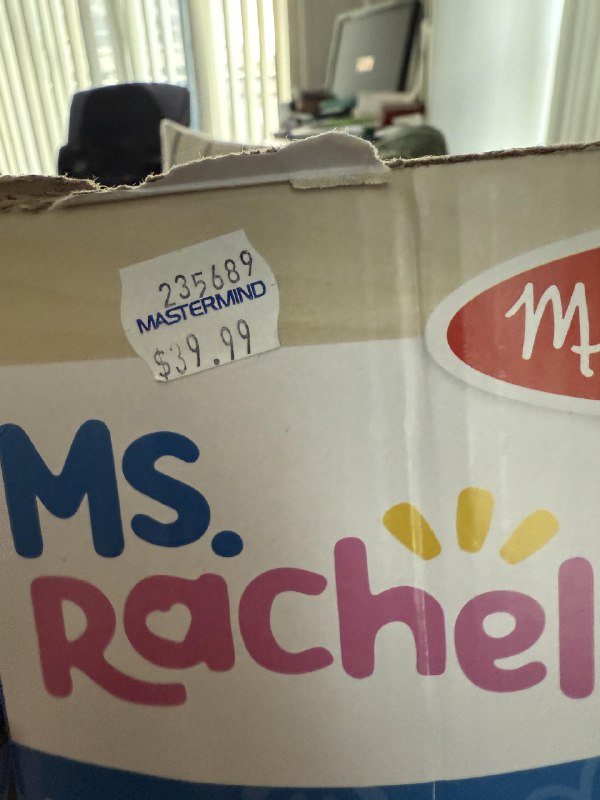 235689
MASTERMIND
$39.99
M
Ms.
Rachel